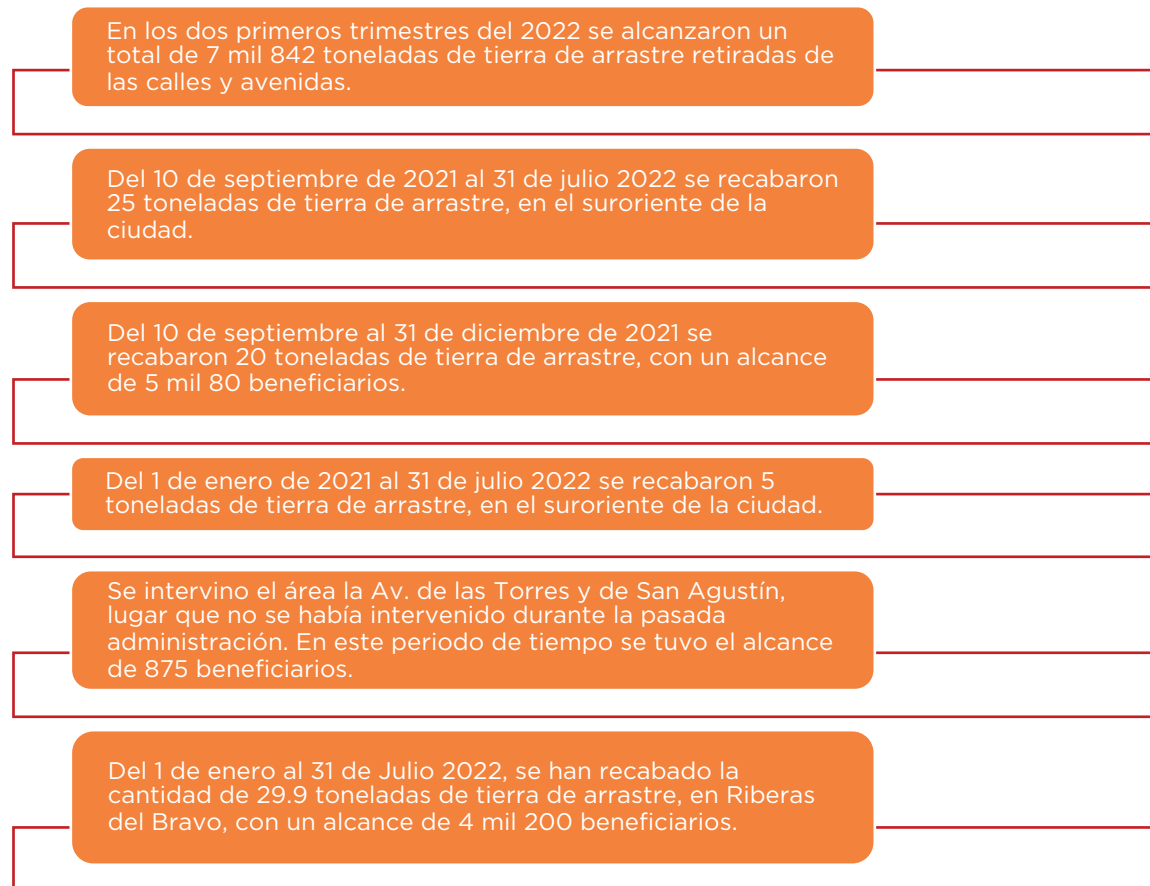 En los dos primeros trimestres del 2022 se alcanzaron un
total de 7 mil 842 toneladas de tierra de arrastre retiradas de
las calles y avenidas.
Del 10 de septiembre de 2021 al 31 de julio 2022 se recabaron
25 toneladas de tierra de arrastre, en el suroriente de la
ciudad.
Del 10 de septiembre al 31 de diciembre de 2021 se
recabaron 20 toneladas de tierra de arrastre, con un alcance
de 5 mil 80 beneficiarios.
Del 1 de enero de 2021 al 31 de julio 2022 se recabaron 5
toneladas de tierra de arrastre, en el suroriente de la ciudad.
Se intervino el área la Av. de las Torres y de San Agustín,
lugar que no se había intervenido durante la pasada
administración. En este periodo de tiempo se tuvo el alcance
de 875 beneficiarios.
Del 1 de enero al 31 de Julio 2022, se han recabado la
cantidad de 29.9 toneladas de tierra de arrastre, en Riberas
del Bravo, con un alcance de 4 mil 200 beneficiarios.